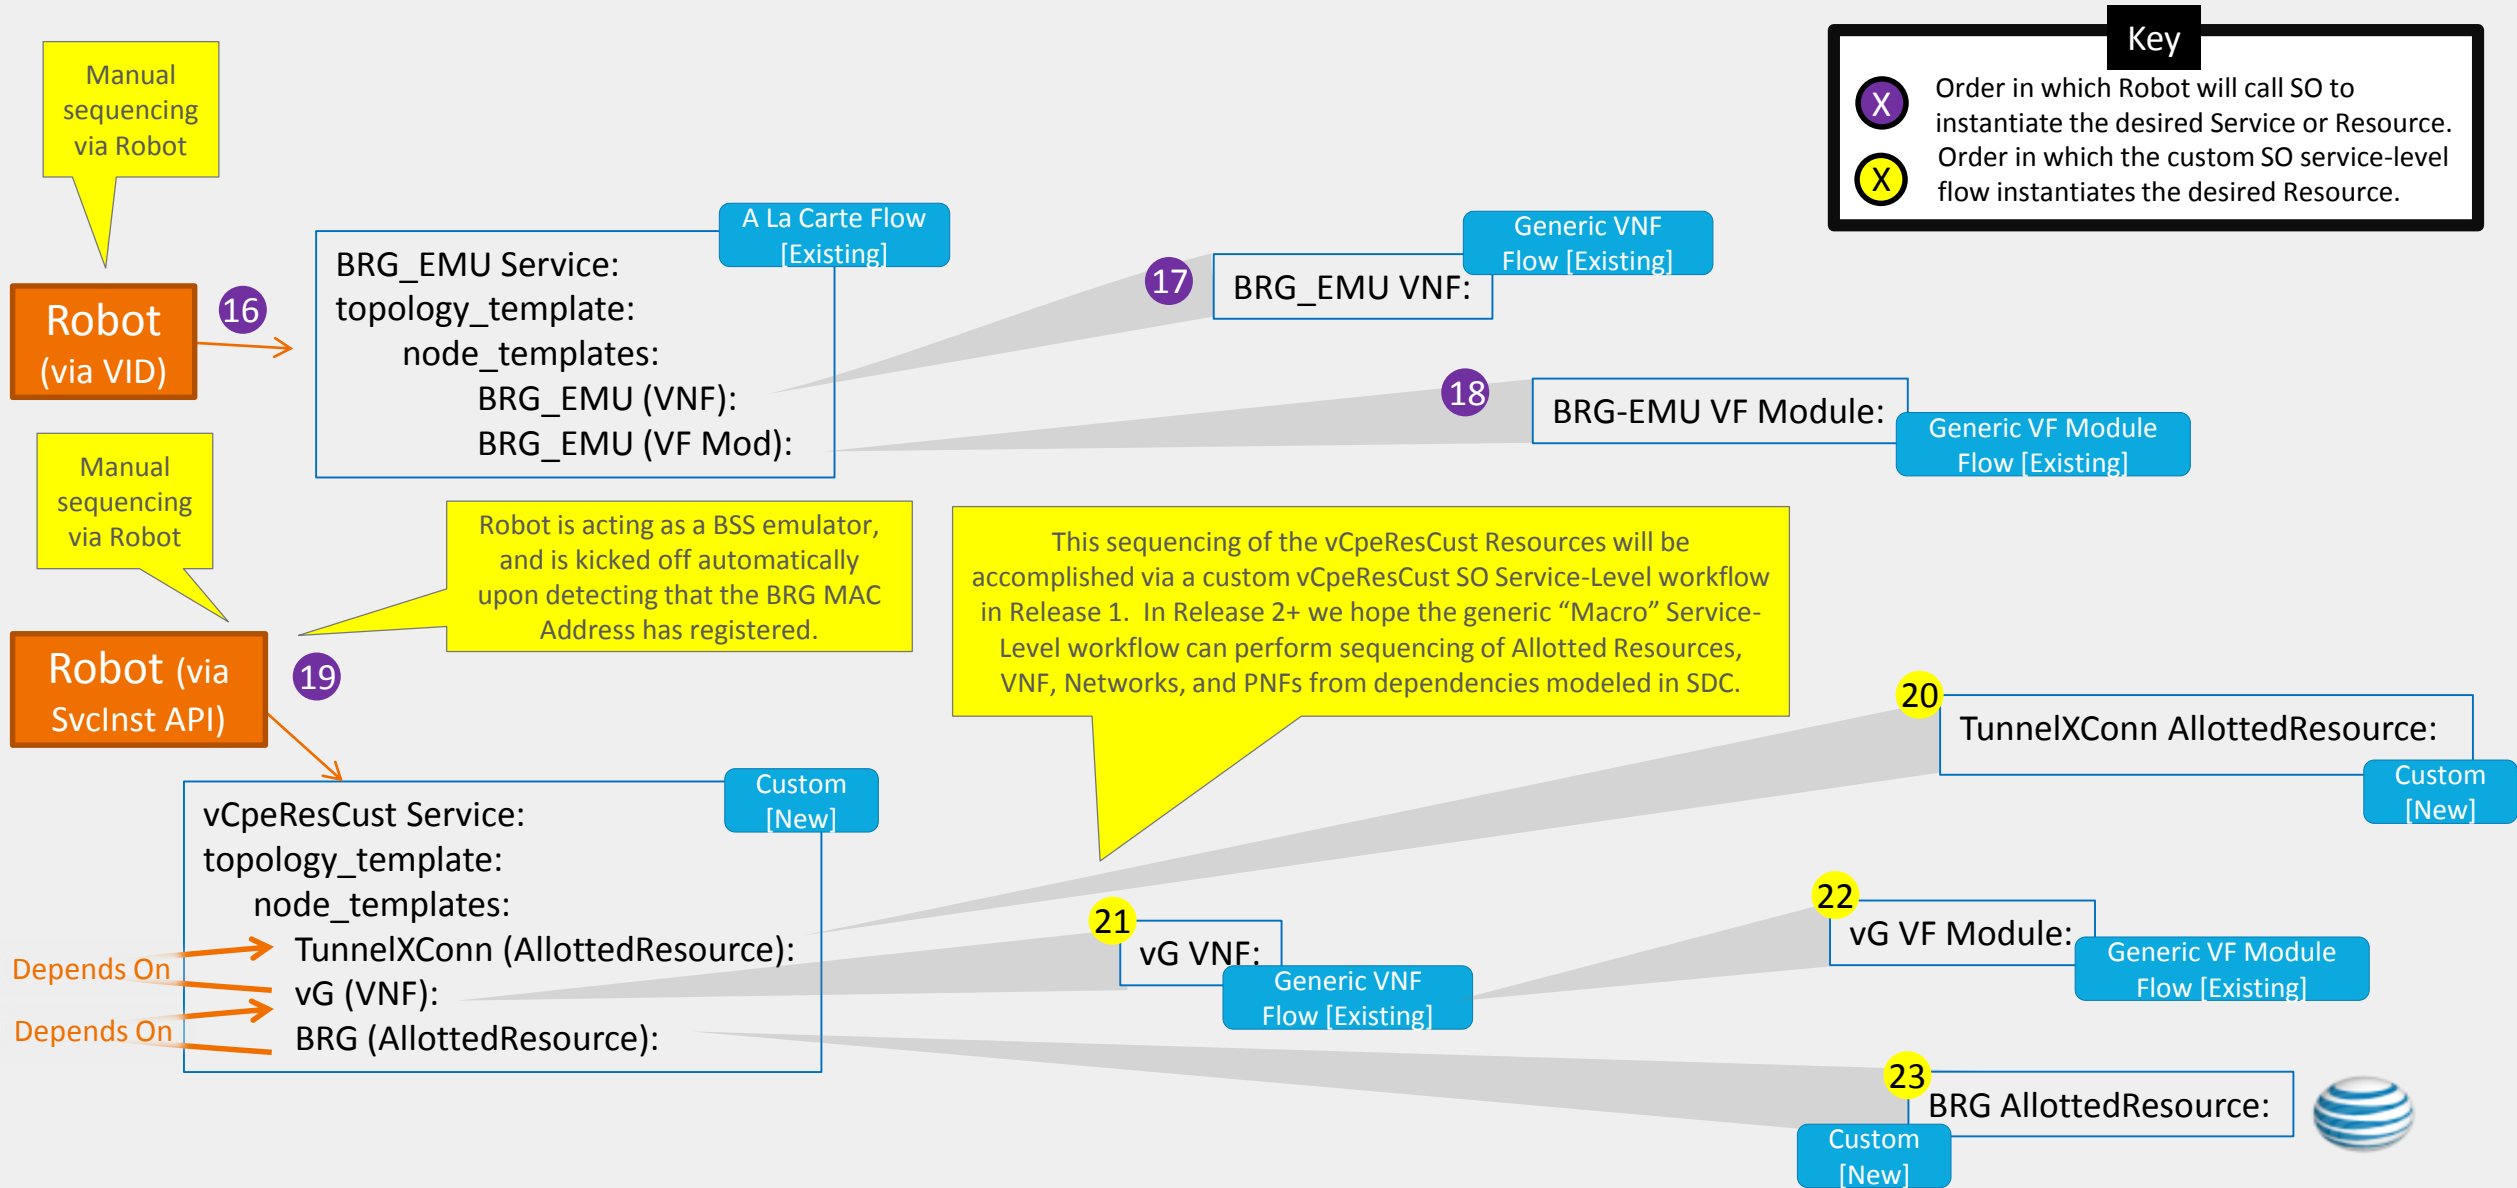 Key
X
Order in which Robot will call SO to
instantiate the desired Service or Resource.
X
Order in which the custom SO service-level
flow instantiates the desired Resource.
Manual
sequencing
via Robot
Robot
(via VID)
16
A La Carte Flow
[Existing]
BRG_EMU Service:
topology_template:
node_templates:
BRG_EMU (VNF):
BRG_EMU (VF Mod):
17
BRG_EMU VNF:
Generic VNF
Flow [Existing]
18
BRG-EMU VF Module:
Generic VF Module
Flow [Existing]
Manual
sequencing
via Robot
Robot is acting as a BSS emulator,
and is kicked off automatically
upon detecting that the BRG MAC
Address has registered.
This sequencing of the vCpeResCust Resources will be
accomplished via a custom vCpeResCust SO Service-Level workflow
in Release 1.  In Release 2+ we hope the generic “Macro” Service-
Level workflow can perform sequencing of Allotted Resources,
VNF, Networks, and PNFs from dependencies modeled in SDC.
Robot (via
SvcInst API)
19
Custom
[New]
vCpeResCust Service:
topology_template:
node_templates:
TunnelXConn (AllottedResource):
vG (VNF):
BRG (AllottedResource):
Depends On
Depends On
20
TunnelXConn AllottedResource:
Custom
[New]
21
vG VNF:
Generic VNF
Flow [Existing]
22
vG VF Module:
Generic VF Module
Flow [Existing]
23
BRG AllottedResource:
Custom
[New]